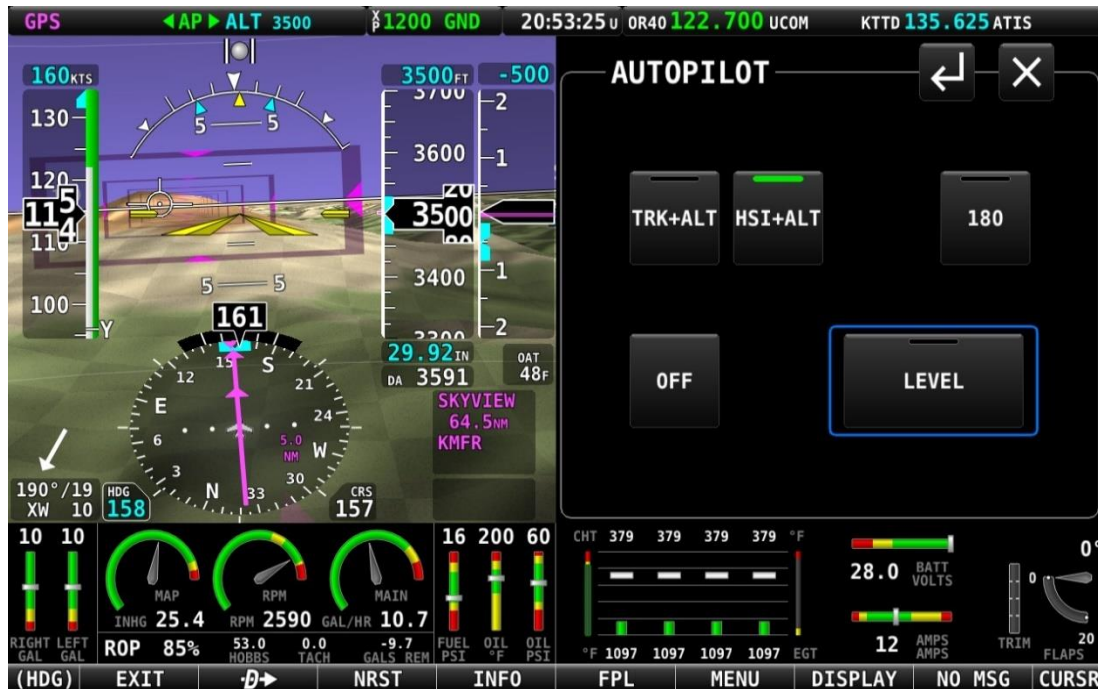 GPS AP ALT 3500 XP 1200 GND 20:53:25 U OR40 122.700 UCOM KTTD 135.625 ATIS
160KTS 3500FT -500
AUTOPILOT
130
120
115
4
110
100
Y
5 5
5 5
3700
3600
20
3500
80
3400
3300
2
1
1
2
TRK+ALT HSI+ALT 180
OFF LEVEL
161
15 S 21 24 W 30 33 N 3 6 E 12
5.0
NM
29.92IN
DA 3591
OAT
48F
SKYVIEW
64.5NM
KMFR
190°/19
XW 10
HDG
158
CRS
157
10 10
RIGHT LEFT
GAL GAL
MAP
INHG 25.4
RPM
RPM 2590
MAIN
GAL/HR 10.7
ROP 85%
53.0 0.0 -9.7
HOBBS TACH GALS REM
16 200 60
FUEL OIL OIL
PSI °F PSI
CHT 379 379 379 379 °F
°F 1097 1097 1097 1097 EGT
28.0 BATT
VOLTS
12 AMPS
AMPS
TRIM
0°
0
20
FLAPS
(HDG) EXIT -D→ NRST INFO FPL MENU DISPLAY NO MSG CURSR